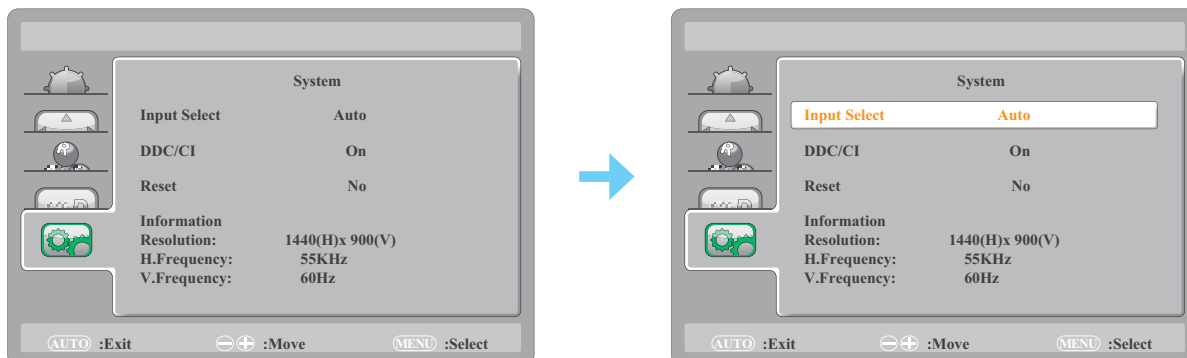 System
Input Select Auto
DDC/CI On
Reset No
Information
Resolution: 1440(H)x 900(V)
H.Frequency: 55KHz
V.Frequency: 60Hz
AUTO :Exit :Move MENU :Select
System
Input Select Auto
DDC/CI On
Reset No
Information
Resolution: 1440(H)x 900(V)
H.Frequency: 55KHz
V.Frequency: 60Hz
AUTO :Exit :Move MENU :Select